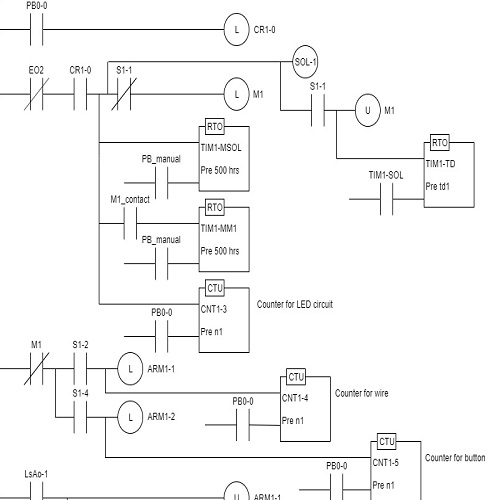 PB0-0
L CR1-0
EO2 CR1-0 S1-1 SOL-1
L M1
S1-1
U M1
RTO
TIM1-MSOL
Pre 500 hrs
PB_manual
RTO
TIM1-TD
Pre td1
TIM1-SOL
M1_contact
RTO
TIM1-MM1
Pre 500 hrs
PB_manual
CTU
CNT1-3
Pre n1
PB0-0
Counter for LED circuit
M1 S1-2
L ARM1-1
S1-4
L ARM1-2
CTU
CNT1-4
Pre n1
PB0-0
Counter for wire
CTU
CNT1-5
Pre n1
PB0-0
Counter for button
LsAo-1
U ARM1-1